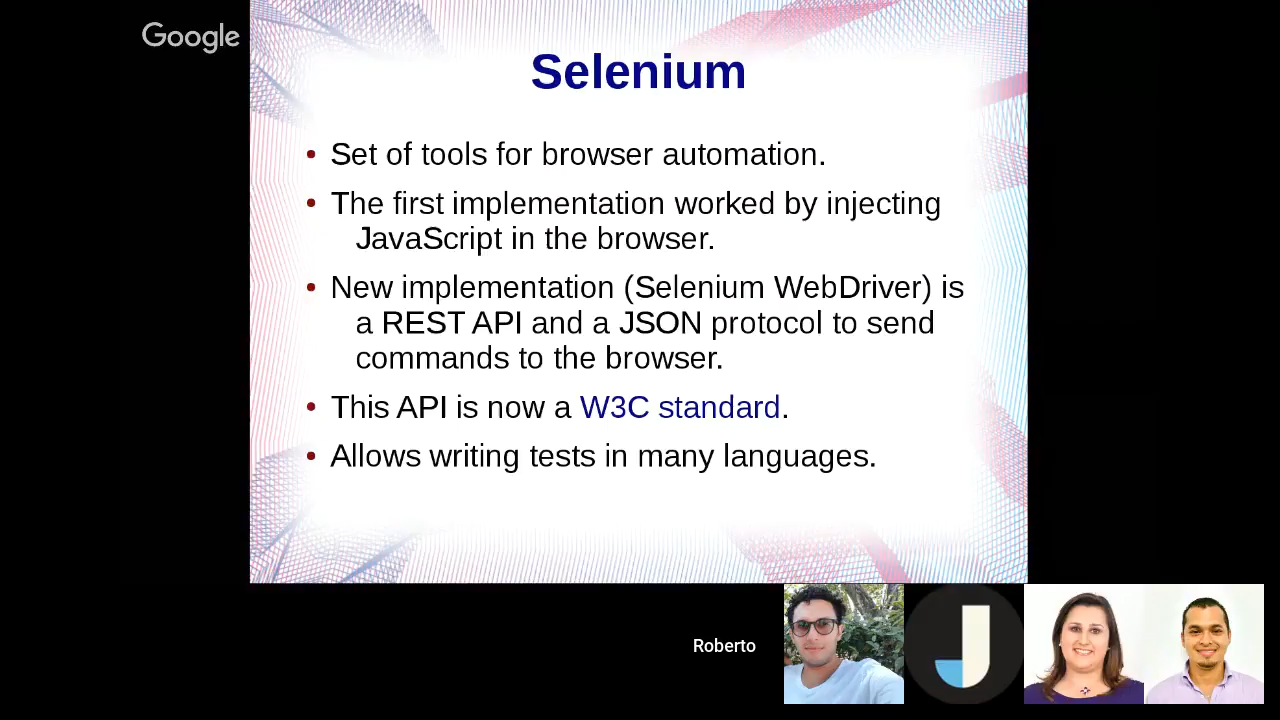 Google
Selenium
• Set of tools for browser automation.
• The first implementation worked by injecting
JavaScript in the browser.
• New implementation (Selenium WebDriver) is
a REST API and a JSON protocol to send
commands to the browser.
• This API is now a W3C standard.
• Allows writing tests in many languages.
Roberto
J